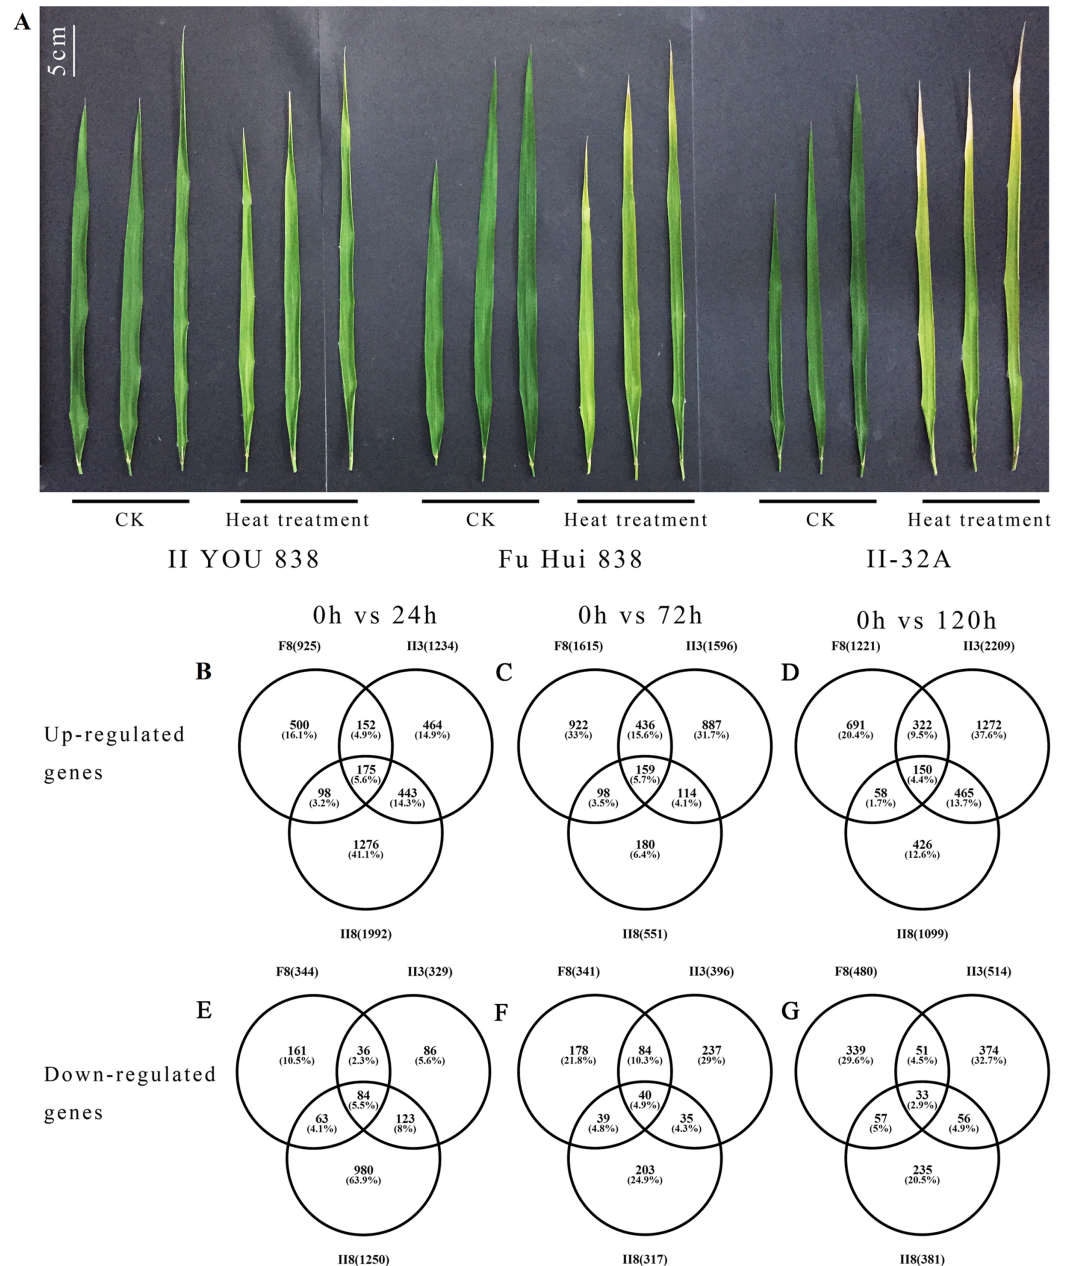 A
5cm
CK
Heat treatment
CK
Heat treatment
CK
Heat treatment
II YOU 838
Fu Hui 838
II-32A
0h vs 24h
0h vs 72h
0h vs 120h
Up-regulated
genes
B
F8(925)
II3(1234)
500
(16.1%)
152
(4.9%)
464
(14.9%)
175
(5.6%)
98
(3.2%)
443
(14.3%)
1276
(41.1%)
II8(1992)
C
F8(1615)
II3(1596)
922
(33%)
436
(15.6%)
887
(31.7%)
159
(5.7%)
98
(3.5%)
114
(4.1%)
180
(6.4%)
II8(551)
D
F8(1221)
II3(2209)
691
(20.4%)
322
(9.5%)
1272
(37.6%)
150
(4.4%)
58
(1.7%)
465
(13.7%)
426
(12.6%)
II8(1099)
Down-regulated
genes
E
F8(344)
II3(329)
161
(10.5%)
36
(2.3%)
86
(5.6%)
84
(5.5%)
63
(4.1%)
123
(8%)
980
(63.9%)
II8(1250)
F
F8(341)
II3(396)
178
(21.8%)
84
(10.3%)
237
(29%)
40
(4.9%)
39
(4.8%)
35
(4.3%)
203
(24.9%)
II8(317)
G
F8(480)
II3(514)
339
(29.6%)
51
(4.5%)
374
(32.7%)
33
(2.9%)
57
(5%)
56
(4.9%)
235
(20.5%)
II8(381)